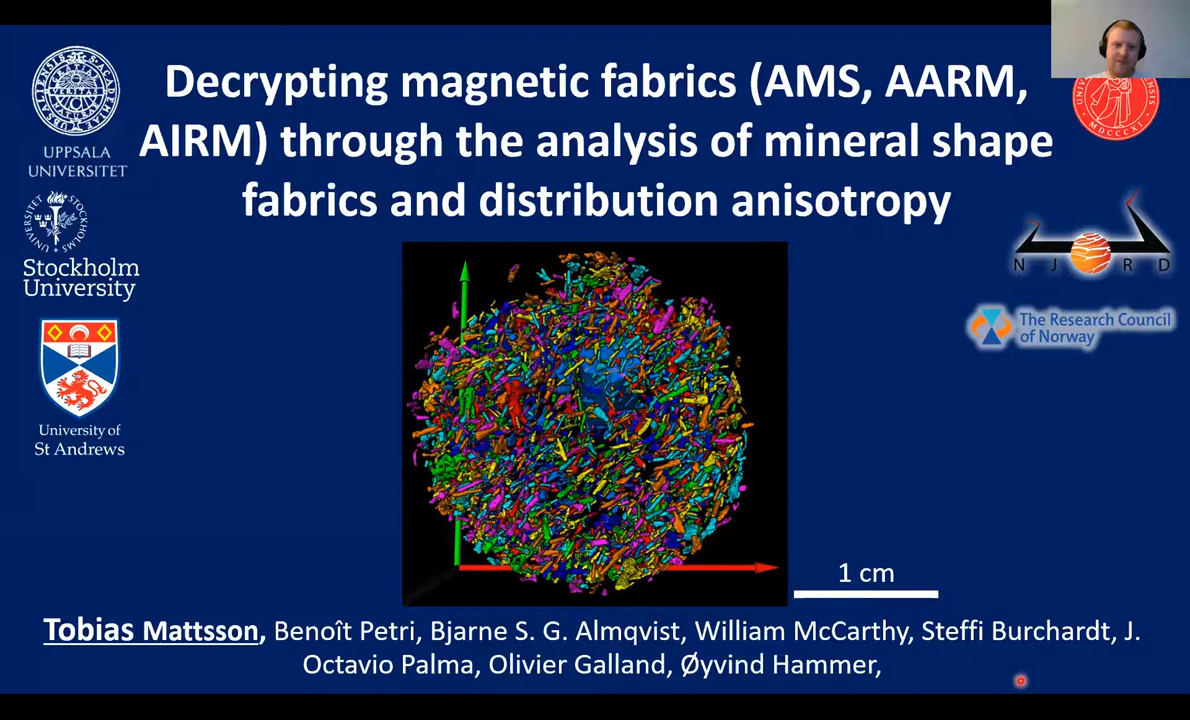 Decrypting magnetic fabrics (AMS, AARM,
AIRM) through the analysis of mineral shape
fabrics and distribution anisotropy
UPPSALA
UNIVERSITET
Stockholm
University
University of
St Andrews
NJORD
The Research Council
of Norway
MDCCCXI
1 cm
Tobias Mattsson, Benoît Petri, Bjarne S. G. Almqvist, William McCarthy, Steffi Burchardt, J.
Octavio Palma, Olivier Galland, Øyvind Hammer,